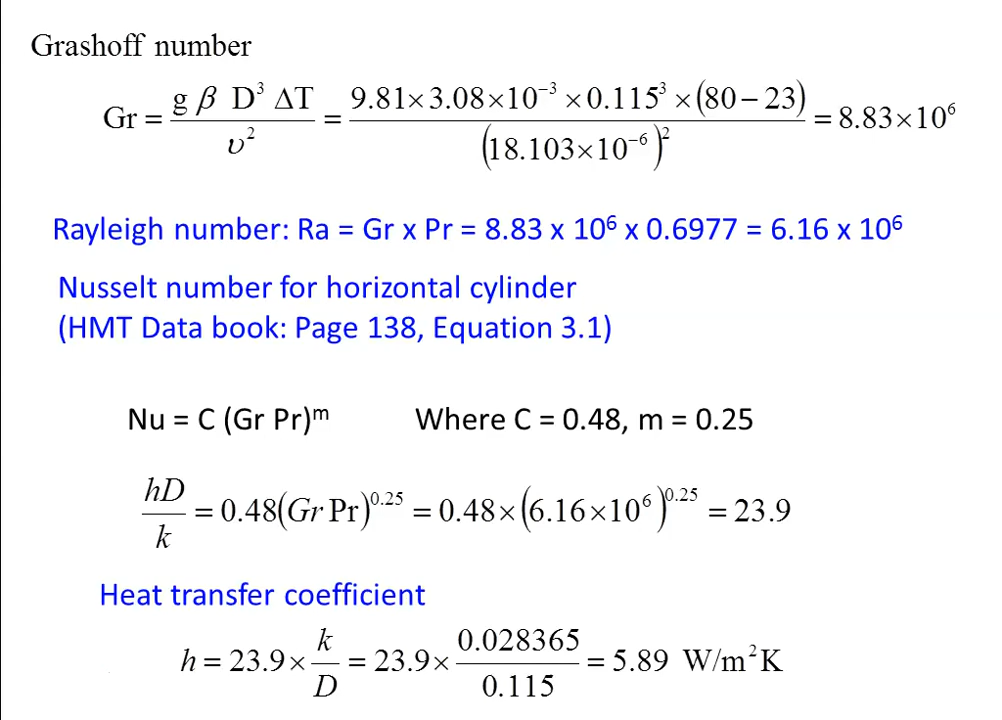 Grashoff number
Gr = g β D³ ΔT / υ² = 9.81×3.08×10⁻³ ×0.115³ ×(80−23) / (18.103×10⁻⁶)² = 8.83×10⁶
Rayleigh number: Ra = Gr x Pr = 8.83 x 10⁶ x 0.6977 = 6.16 x 10⁶
Nusselt number for horizontal cylinder
(HMT Data book: Page 138, Equation 3.1)
Nu = C (Gr Pr)ᵐ Where C = 0.48, m = 0.25
hD / k = 0.48(Gr Pr)⁰·²⁵ = 0.48×(6.16×10⁶)⁰·²⁵ = 23.9
Heat transfer coefficient
h = 23.9× k / D = 23.9× 0.028365 / 0.115 = 5.89 W/m²K